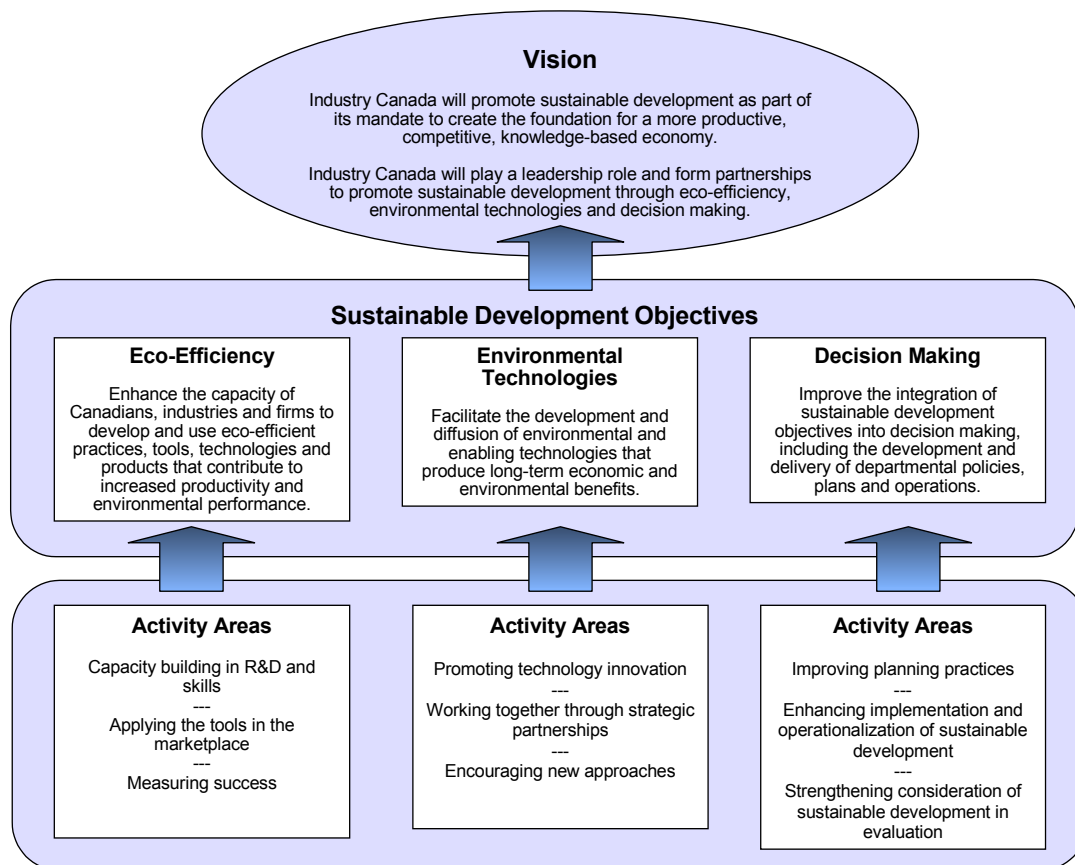 Vision
Industry Canada will promote sustainable development as part of
its mandate to create the foundation for a more productive,
competitive, knowledge-based economy.
Industry Canada will play a leadership role and form partnerships
to promote sustainable development through eco-efficiency,
environmental technologies and decision making.
Sustainable Development Objectives
Eco-Efficiency
Enhance the capacity of
Canadians, industries and firms to
develop and use eco-efficient
practices, tools, technologies and
products that contribute to
increased productivity and
environmental performance.
Environmental
Technologies
Facilitate the development and
diffusion of environmental and
enabling technologies that
produce long-term economic and
environmental benefits.
Decision Making
Improve the integration of
sustainable development
objectives into decision making,
including the development and
delivery of departmental policies,
plans and operations.
Activity Areas
Capacity building in R&D and
skills
---
Applying the tools in the
marketplace
---
Measuring success
Activity Areas
Promoting technology innovation
---
Working together through strategic
partnerships
---
Encouraging new approaches
Activity Areas
Improving planning practices
---
Enhancing implementation and
operationalization of sustainable
development
---
Strengthening consideration of
sustainable development in
evaluation